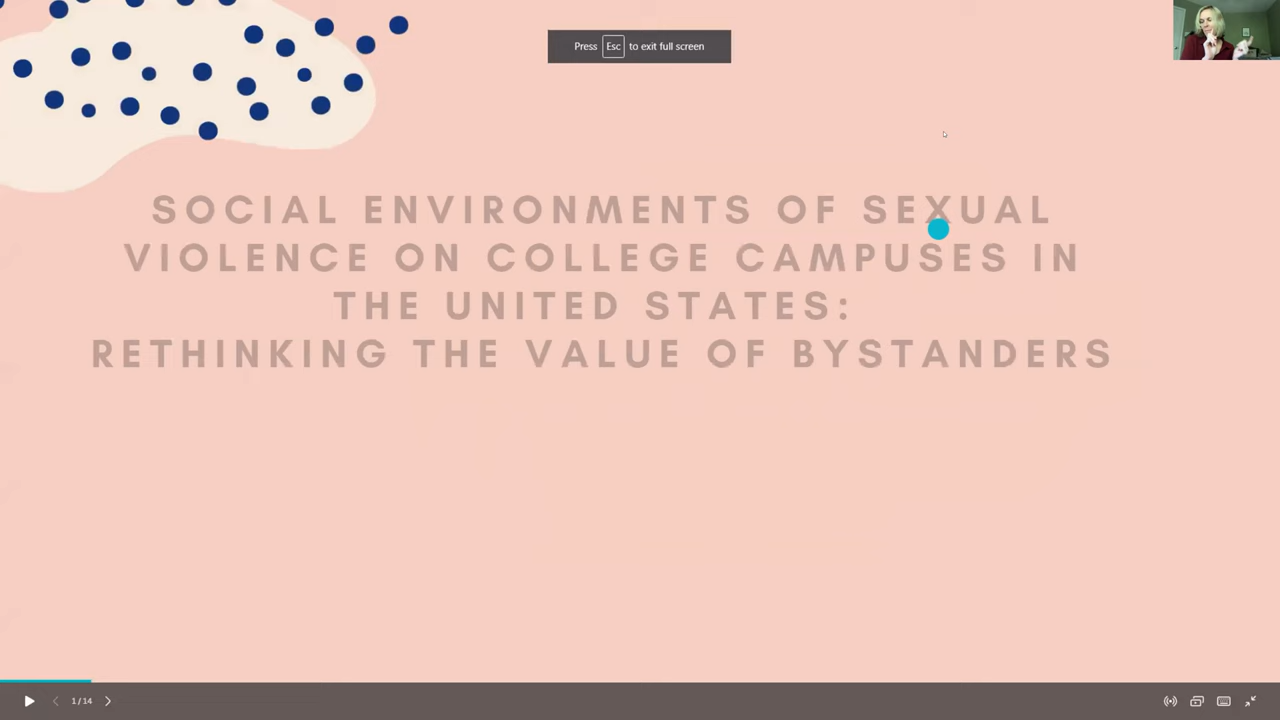 Press Esc to exit full screen
SOCIAL ENVIRONMENTS OF SEXUAL
VIOLENCE ON COLLEGE CAMPUSES IN
THE UNITED STATES:
RETHINKING THE VALUE OF BYSTANDERS
1/14